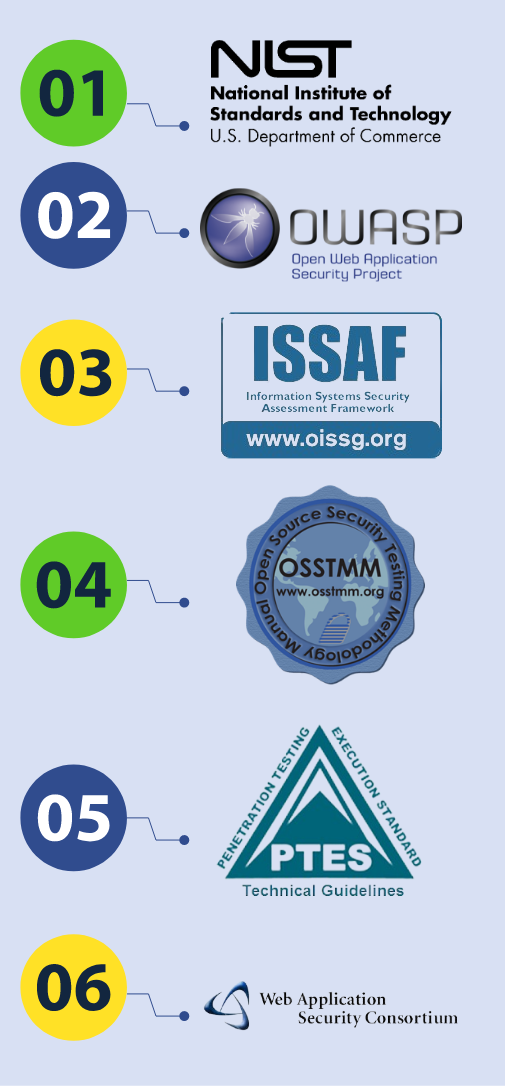 01
NIST
National Institute of
Standards and Technology
U.S. Department of Commerce
02
OWASP
Open Web Application
Security Project
03
ISSAF
Information Systems Security
Assessment Framework
www.oissg.org
04
Open Source Security Testing Methodology Manual
OSSTMM
www.osstmm.org
05
PENETRATION TESTING
EXECUTION STANDARD
PTES
Technical Guidelines
06
Web Application
Security Consortium